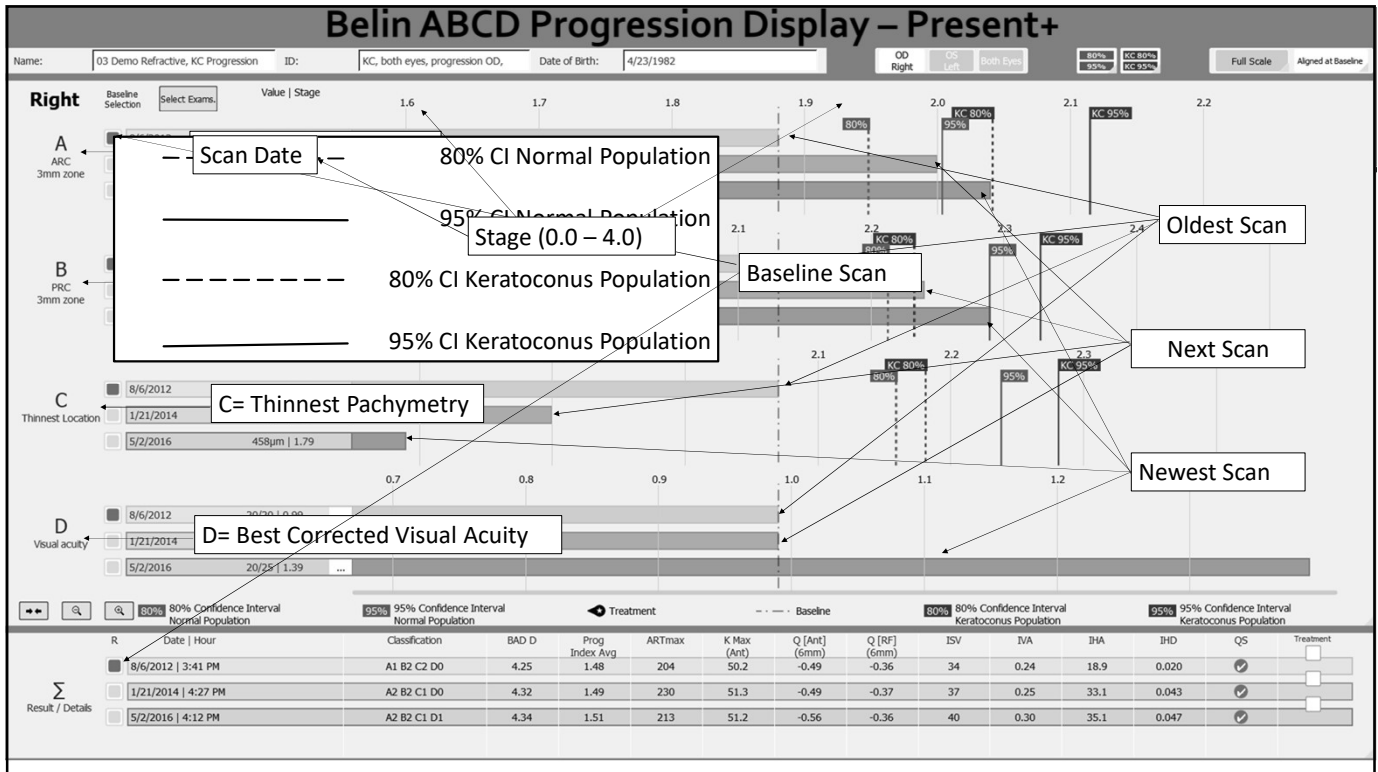 Belin ABCD Progression Display – Present+
Name: 03 Demo Refractive, KC Progression ID: KC, both eyes, progression OD, Date of Birth: 4/23/1982 OD Right OS Left Both Eyes 80% 95% KC 80% KC 95% Full Scale Aligned at Baseline
Right Baseline Selection Select Exams. Value | Stage
1.6 1.7 1.8 1.9 2.0 2.1 2.2
80% 95% KC 80% KC 95%
A
ARC
3mm zone
Scan Date
80% CI Normal Population
95% CI Normal Population
Stage (0.0 – 4.0)
80% CI Keratoconus Population
95% CI Keratoconus Population
Oldest Scan
2.1 2.2 2.3 2.4
80% KC 80% 95% KC 95%
B
PRC
3mm zone
Baseline Scan
Next Scan
2.1 2.2 2.3
80% KC 80% 95% KC 95%
C
Thinnest Location
8/6/2012
1/21/2014
5/2/2016 458µm | 1.79
C= Thinnest Pachymetry
Newest Scan
0.7 0.8 0.9 1.0 1.1 1.2
D
Visual acuity
8/6/2012 20/20 | 0.99
1/21/2014
5/2/2016 20/25 | 1.39 ...
D= Best Corrected Visual Acuity
80% 80% Confidence Interval Normal Population 95% 95% Confidence Interval Normal Population Treatment Baseline 80% 80% Confidence Interval Keratoconus Population 95% 95% Confidence Interval Keratoconus Population
R Date | Hour Classification BAD D Prog Index Avg ARTmax K Max (Ant) Q [Ant] (6mm) Q [RF] (6mm) ISV IVA IHA IHD QS Treatment
8/6/2012 | 3:41 PM A1 B2 C2 D0 4.25 1.48 204 50.2 -0.49 -0.36 34 0.24 18.9 0.020
1/21/2014 | 4:27 PM A2 B2 C1 D0 4.32 1.49 230 51.3 -0.49 -0.37 37 0.25 33.1 0.043
5/2/2016 | 4:12 PM A2 B2 C1 D1 4.34 1.51 213 51.2 -0.56 -0.36 40 0.30 35.1 0.047
Σ
Result / Details